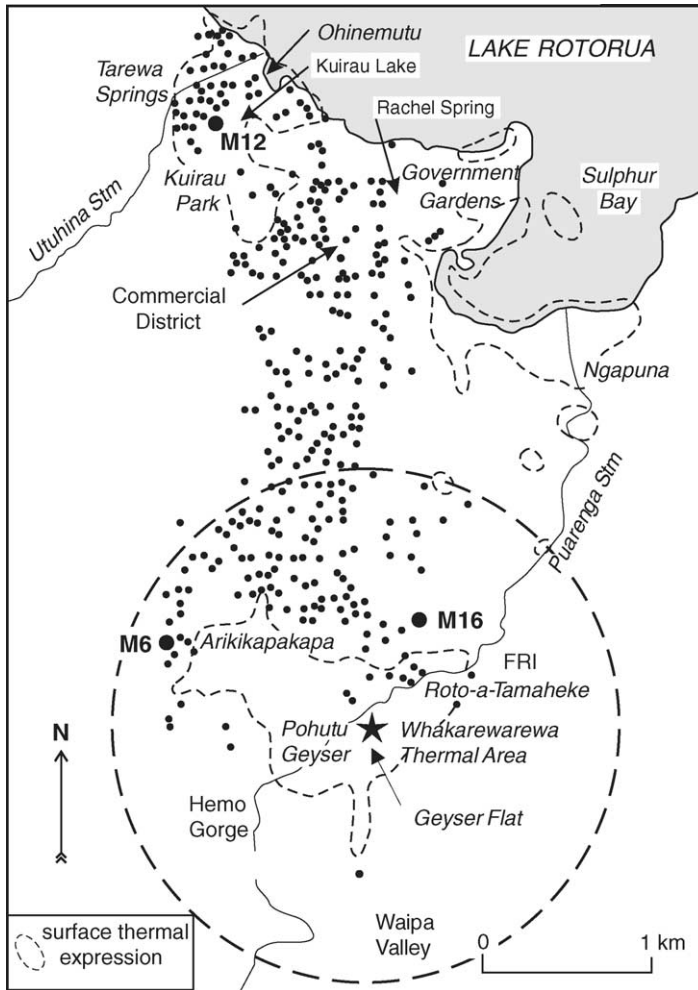 Ohinemutu
LAKE ROTORUA
Tarewa
Springs
Kuirau Lake
Rachel Spring
M12
Government
Gardens
Sulphur
Bay
Kuirau
Park
Utuhina Stm
Commercial
District
Ngapuna
Puarenga Stm
M16
M6
Arikikapakapa
FRI
Roto-a-Tamaheke
N
Pohutu
Geyser
Whakarewarewa
Thermal Area
Hemo
Gorge
Geyser Flat
Waipa
Valley
surface thermal
expression
0
1 km